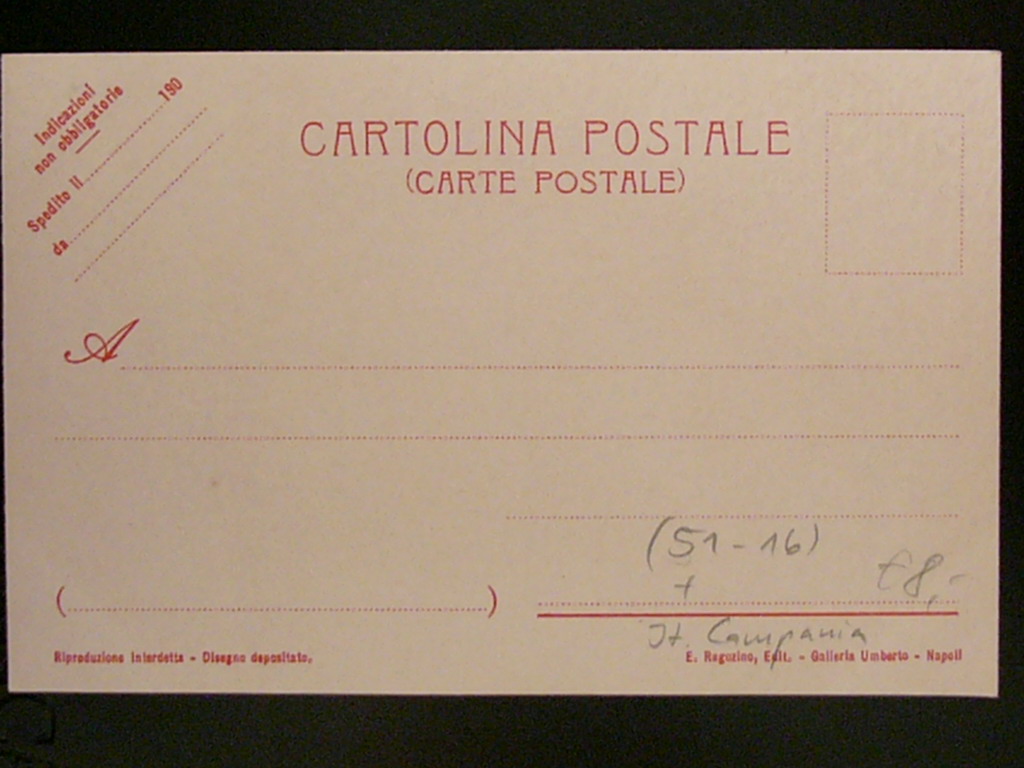 Indicazioni
non obbligatorie
Spedito il 190
da
CARTOLINA POSTALE
(CARTE POSTALE)
A
(51-16)
+
€8,-
( )
It. Campania
Riproduzione interdetta - Disegno depositato.
E. Ragozino, Edit. - Galleria Umberto - Napoli